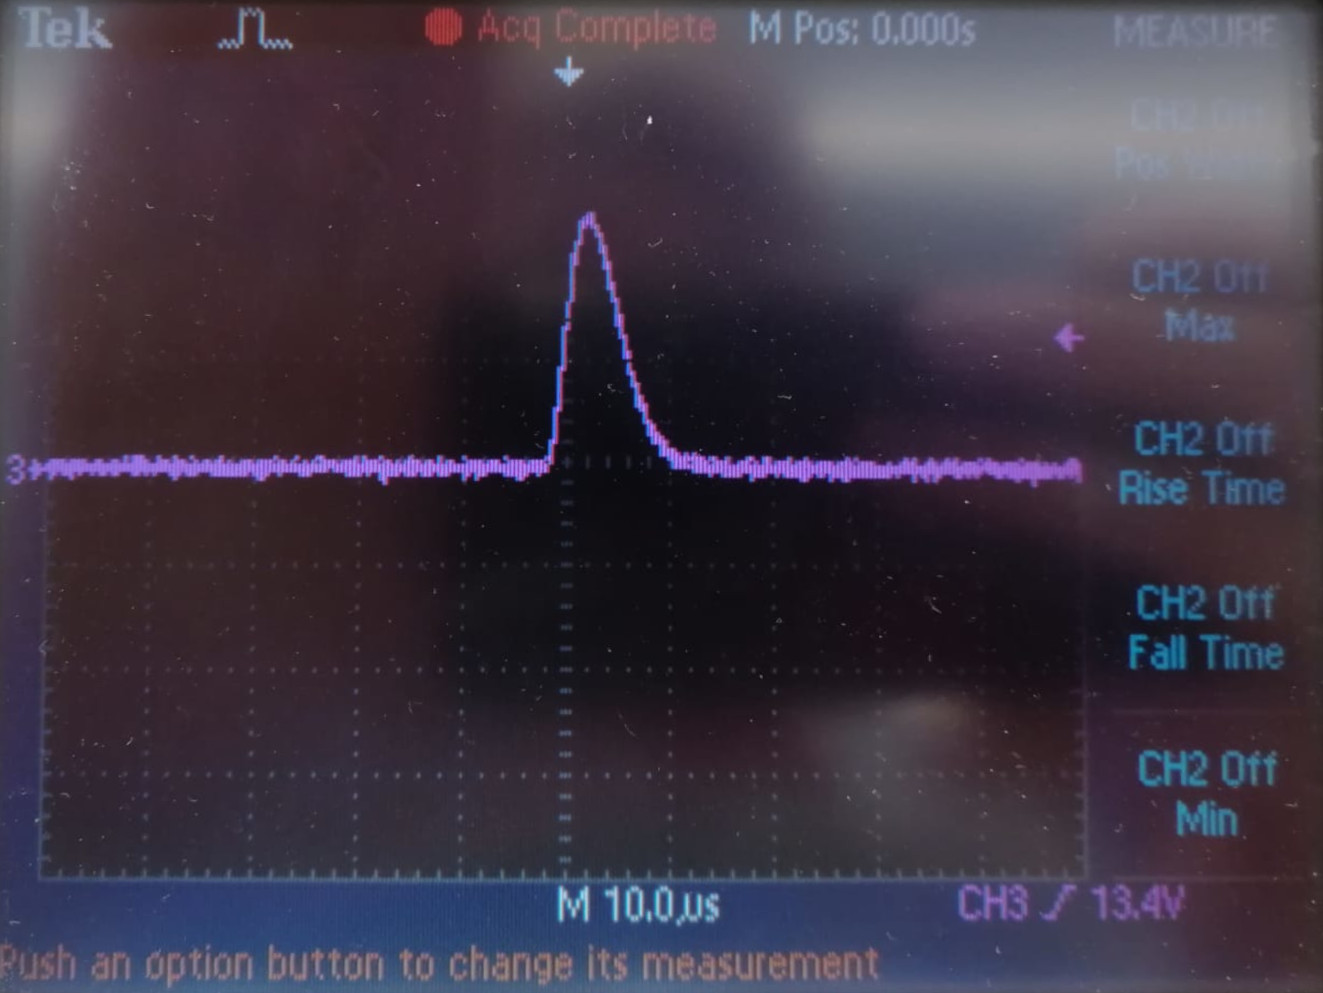 Tek Acq Complete M Pos: 0.000s MEASURE
CH2 Off
Pos Width
CH2 Off
Max
CH2 Off
Rise Time
CH2 Off
Fall Time
CH2 Off
Min
3
M 10.0µs CH3 13.4V
Push an option button to change its measurement